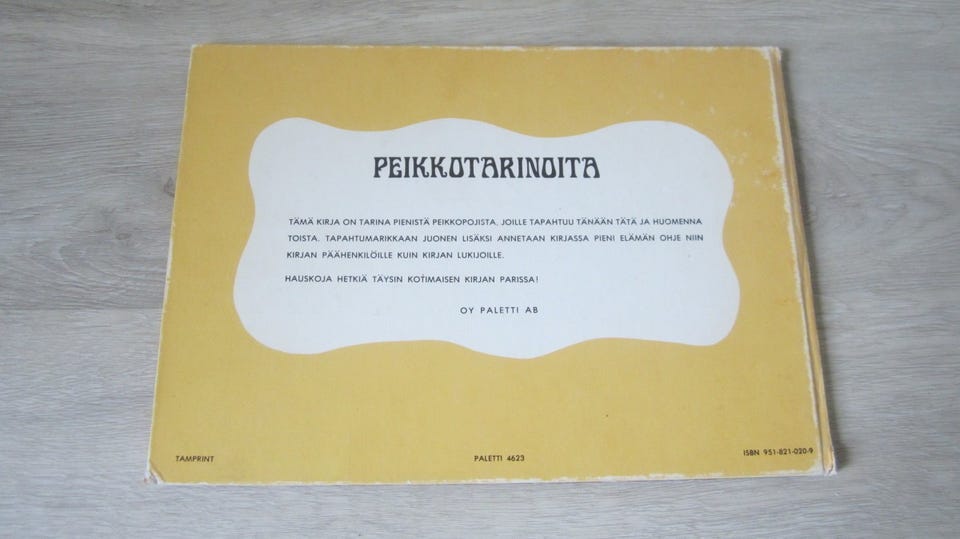 PEIKKOTARINOITA
TÄMÄ KIRJA ON TARINA PIENISTÄ PEIKKOPOJISTA, JOILLE TAPAHTUU TÄNÄÄN TÄTÄ JA HUOMENNA
TOISTA. TAPAHTUMARIKKAAN JUONEN LISÄKSI ANNETAAN KIRJASSA PIENI ELÄMÄN OHJE NIIN
KIRJAN PÄÄHENKILÖILLE KUIN KIRJAN LUKIJOILLE.
HAUSKOJA HETKIÄ TÄYSIN KOTIMAISEN KIRJAN PARISSA!
OY PALETTI AB
TAMPRINT
PALETTI 4623
ISBN 951-821-020-9